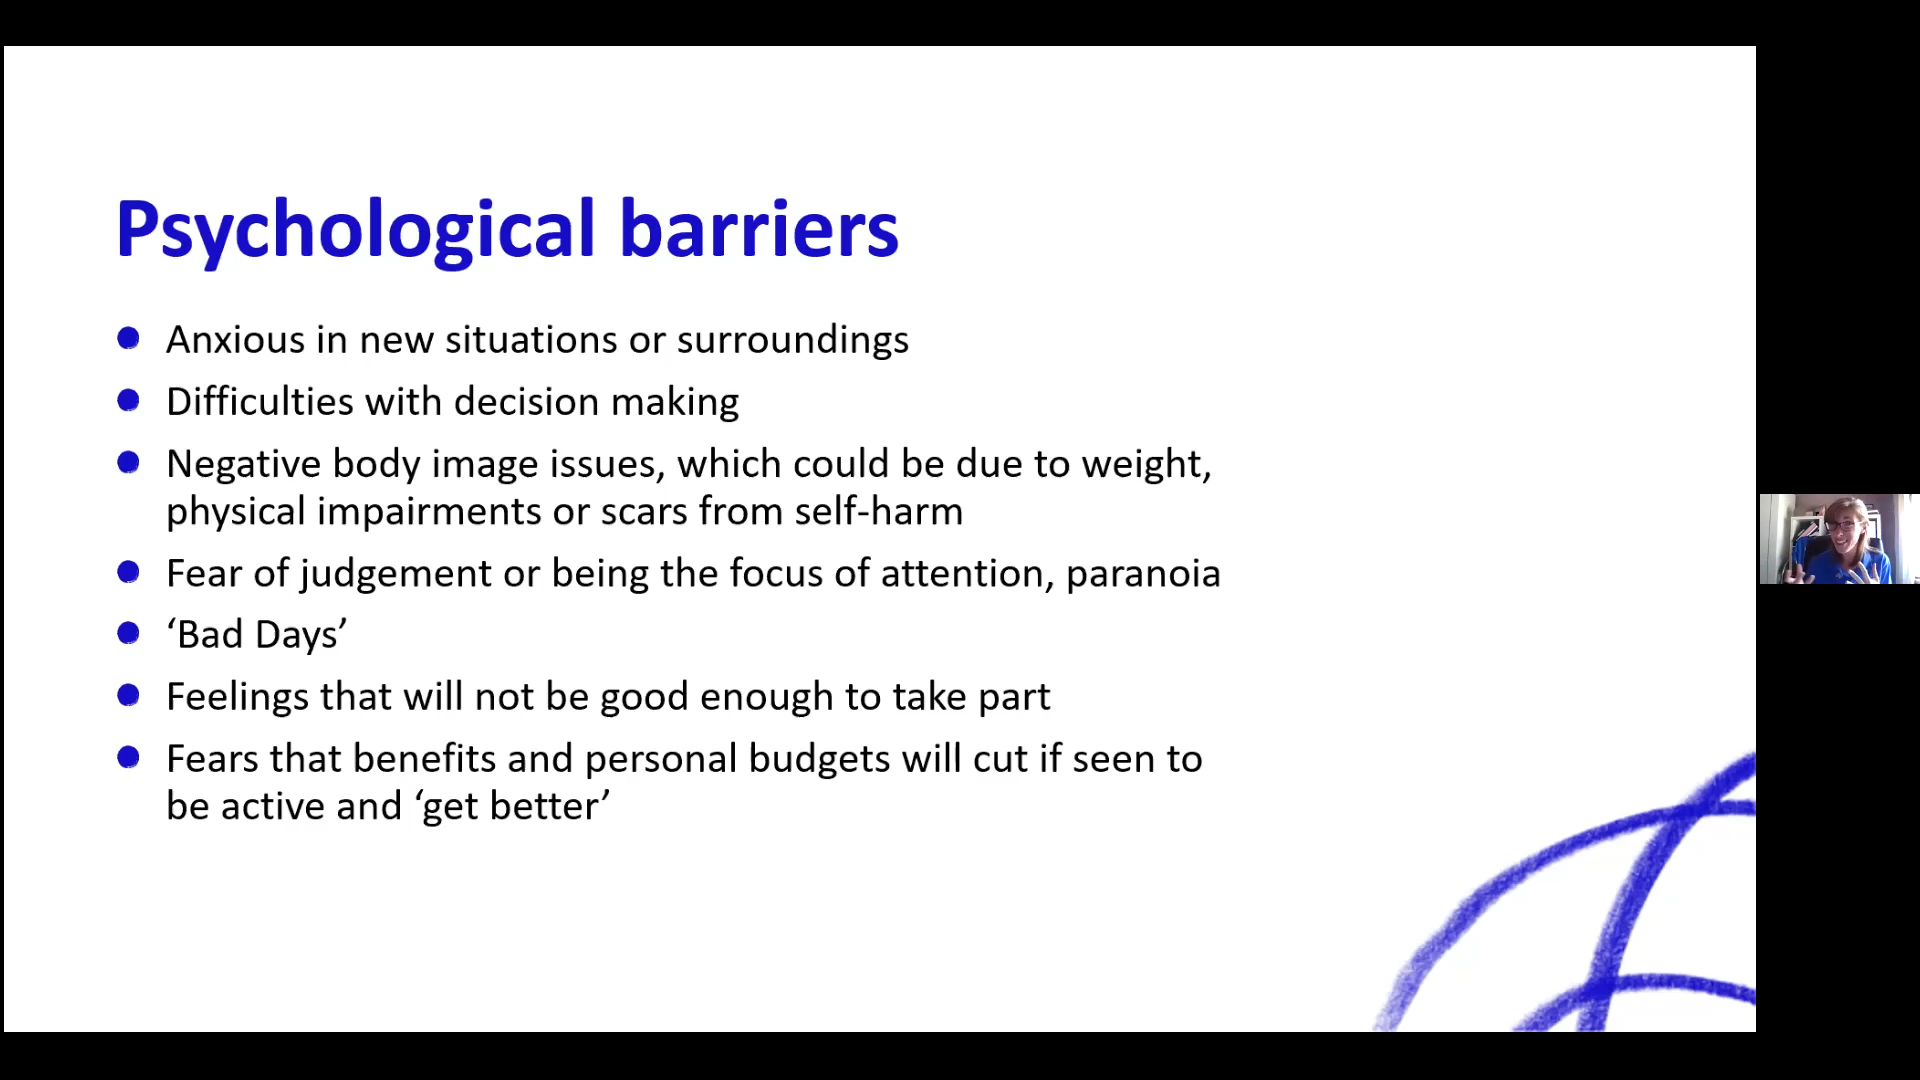 Psychological barriers
Anxious in new situations or surroundings
Difficulties with decision making
Negative body image issues, which could be due to weight,
physical impairments or scars from self-harm
Fear of judgement or being the focus of attention, paranoia
‘Bad Days’
Feelings that will not be good enough to take part
Fears that benefits and personal budgets will cut if seen to
be active and ‘get better’